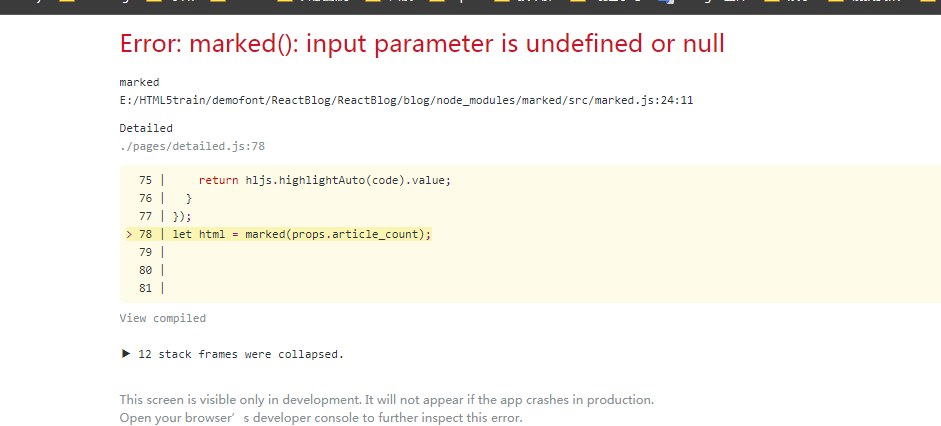 Error: marked(): input parameter is undefined or null
marked
E:/HTML5train/demofont/ReactBlog/ReactBlog/blog/node_modules/marked/src/marked.js:24:11
Detailed
./pages/detailed.js:78
75 |     return hljs.highlightAuto(code).value;
76 |   }
77 | });
> 78 | let html = marked(props.article_count);
79 |
80 |
81 |
View compiled
▶ 12 stack frames were collapsed.
This screen is visible only in development. It will not appear if the app crashes in production.
Open your browser’s developer console to further inspect this error.